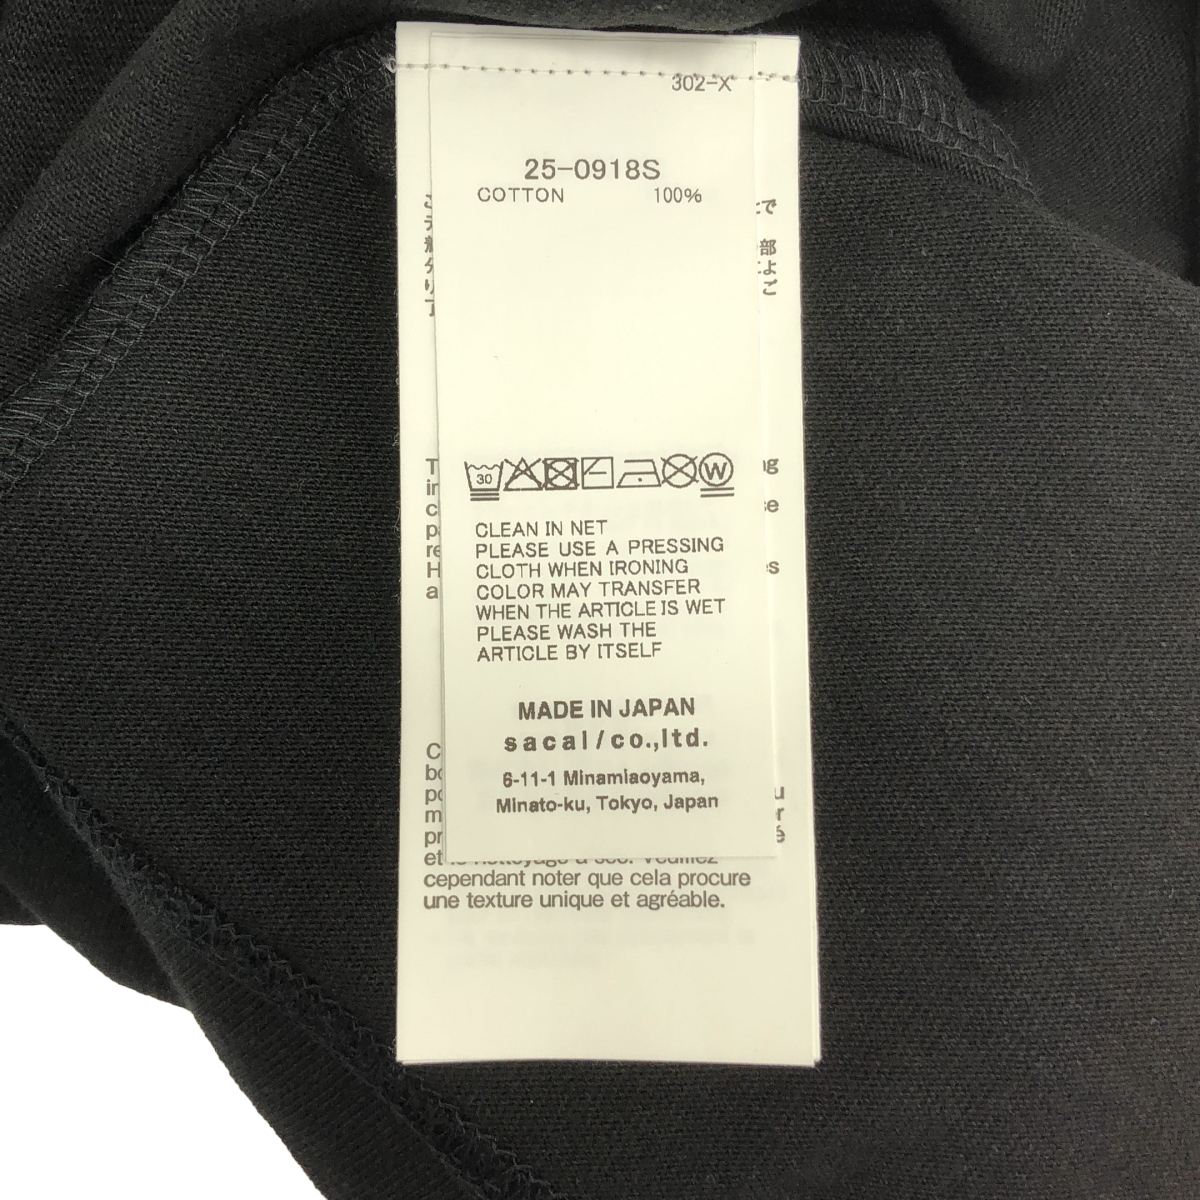 302-X
25-0918S
COTTON 100%
30
W
CLEAN IN NET
PLEASE USE A PRESSING
CLOTH WHEN IRONING
COLOR MAY TRANSFER
WHEN THE ARTICLE IS WET
PLEASE WASH THE
ARTICLE BY ITSELF
MADE IN JAPAN
sacai/co.,ltd.
6-11-1 Minamiaoyama,
Minato-ku, Tokyo, Japan
cependant noter que cela procure
une texture unique et agréable.